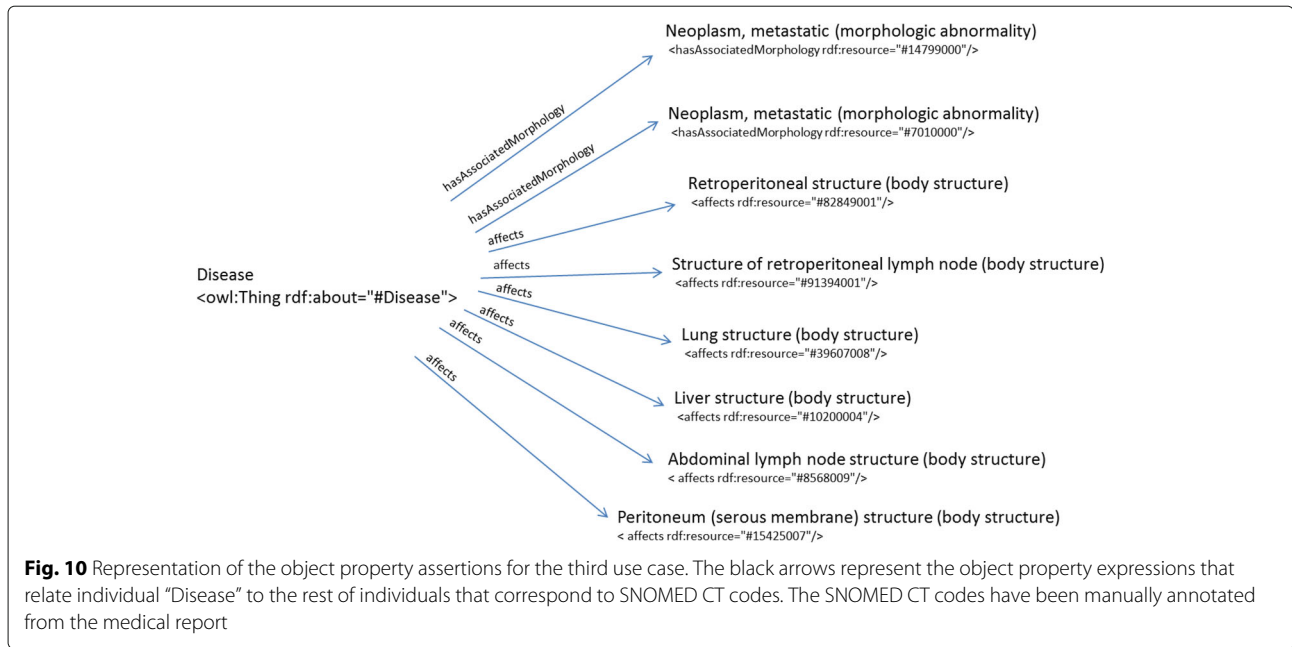 Neoplasm, metastatic (morphologic abnormality)
<hasAssociatedMorphology rdf:resource="#14799000"/>
hasAssociatedMorphology
Neoplasm, metastatic (morphologic abnormality)
<hasAssociatedMorphology rdf:resource="#7010000"/>
hasAssociatedMorphology
Retroperitoneal structure (body structure)
<affects rdf:resource="#82849001"/>
affects
Structure of retroperitoneal lymph node (body structure)
<affects rdf:resource="#91394001"/>
affects
Disease
<owl:Thing rdf:about="#Disease">
affects
Lung structure (body structure)
<affects rdf:resource="#39607008"/>
affects
Liver structure (body structure)
<affects rdf:resource="#10200004"/>
affects
Abdominal lymph node structure (body structure)
< affects rdf:resource="#8568009"/>
affects
Peritoneum (serous membrane) structure (body structure)
< affects rdf:resource="#15425007"/>
Fig. 10 Representation of the object property assertions for the third use case. The black arrows represent the object property expressions that
relate individual “Disease” to the rest of individuals that correspond to SNOMED CT codes. The SNOMED CT codes have been manually annotated
from the medical report